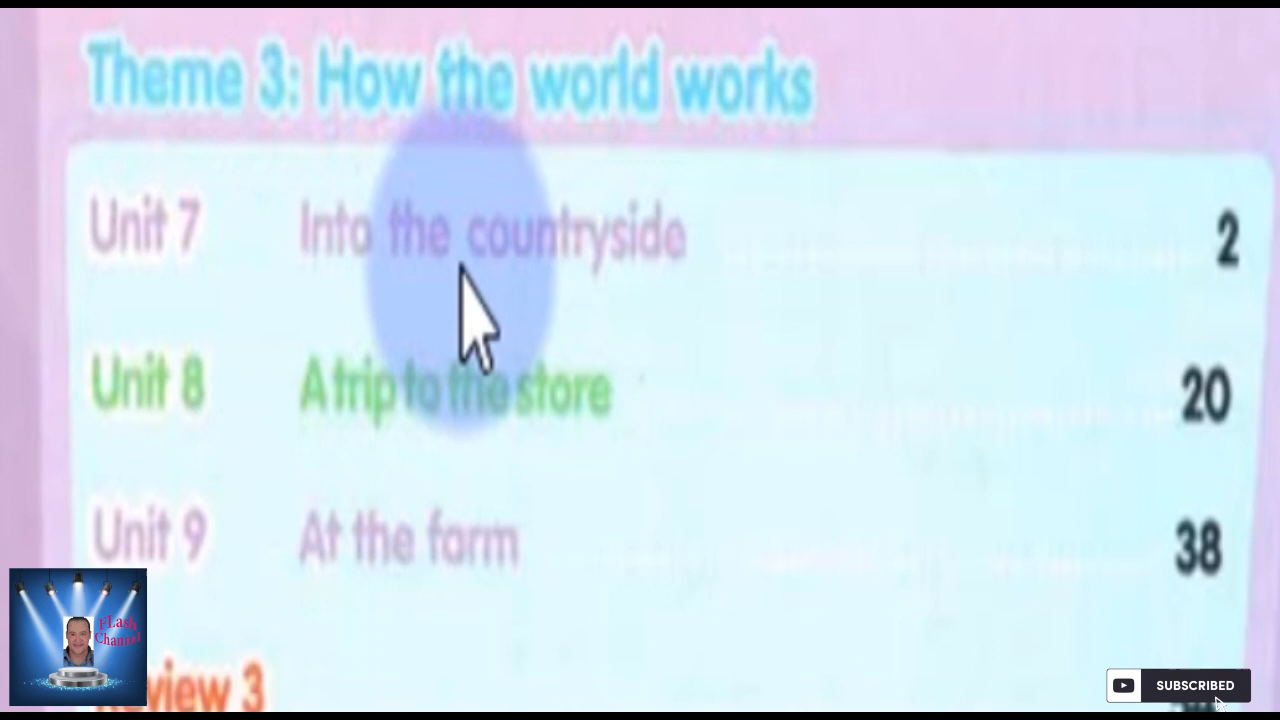 Theme 3: How the world works
Unit 7 Into the countryside 2
Unit 8 A trip to the store 20
Unit 9 At the farm 38
view 3
FLash
Channel
SUBSCRIBED